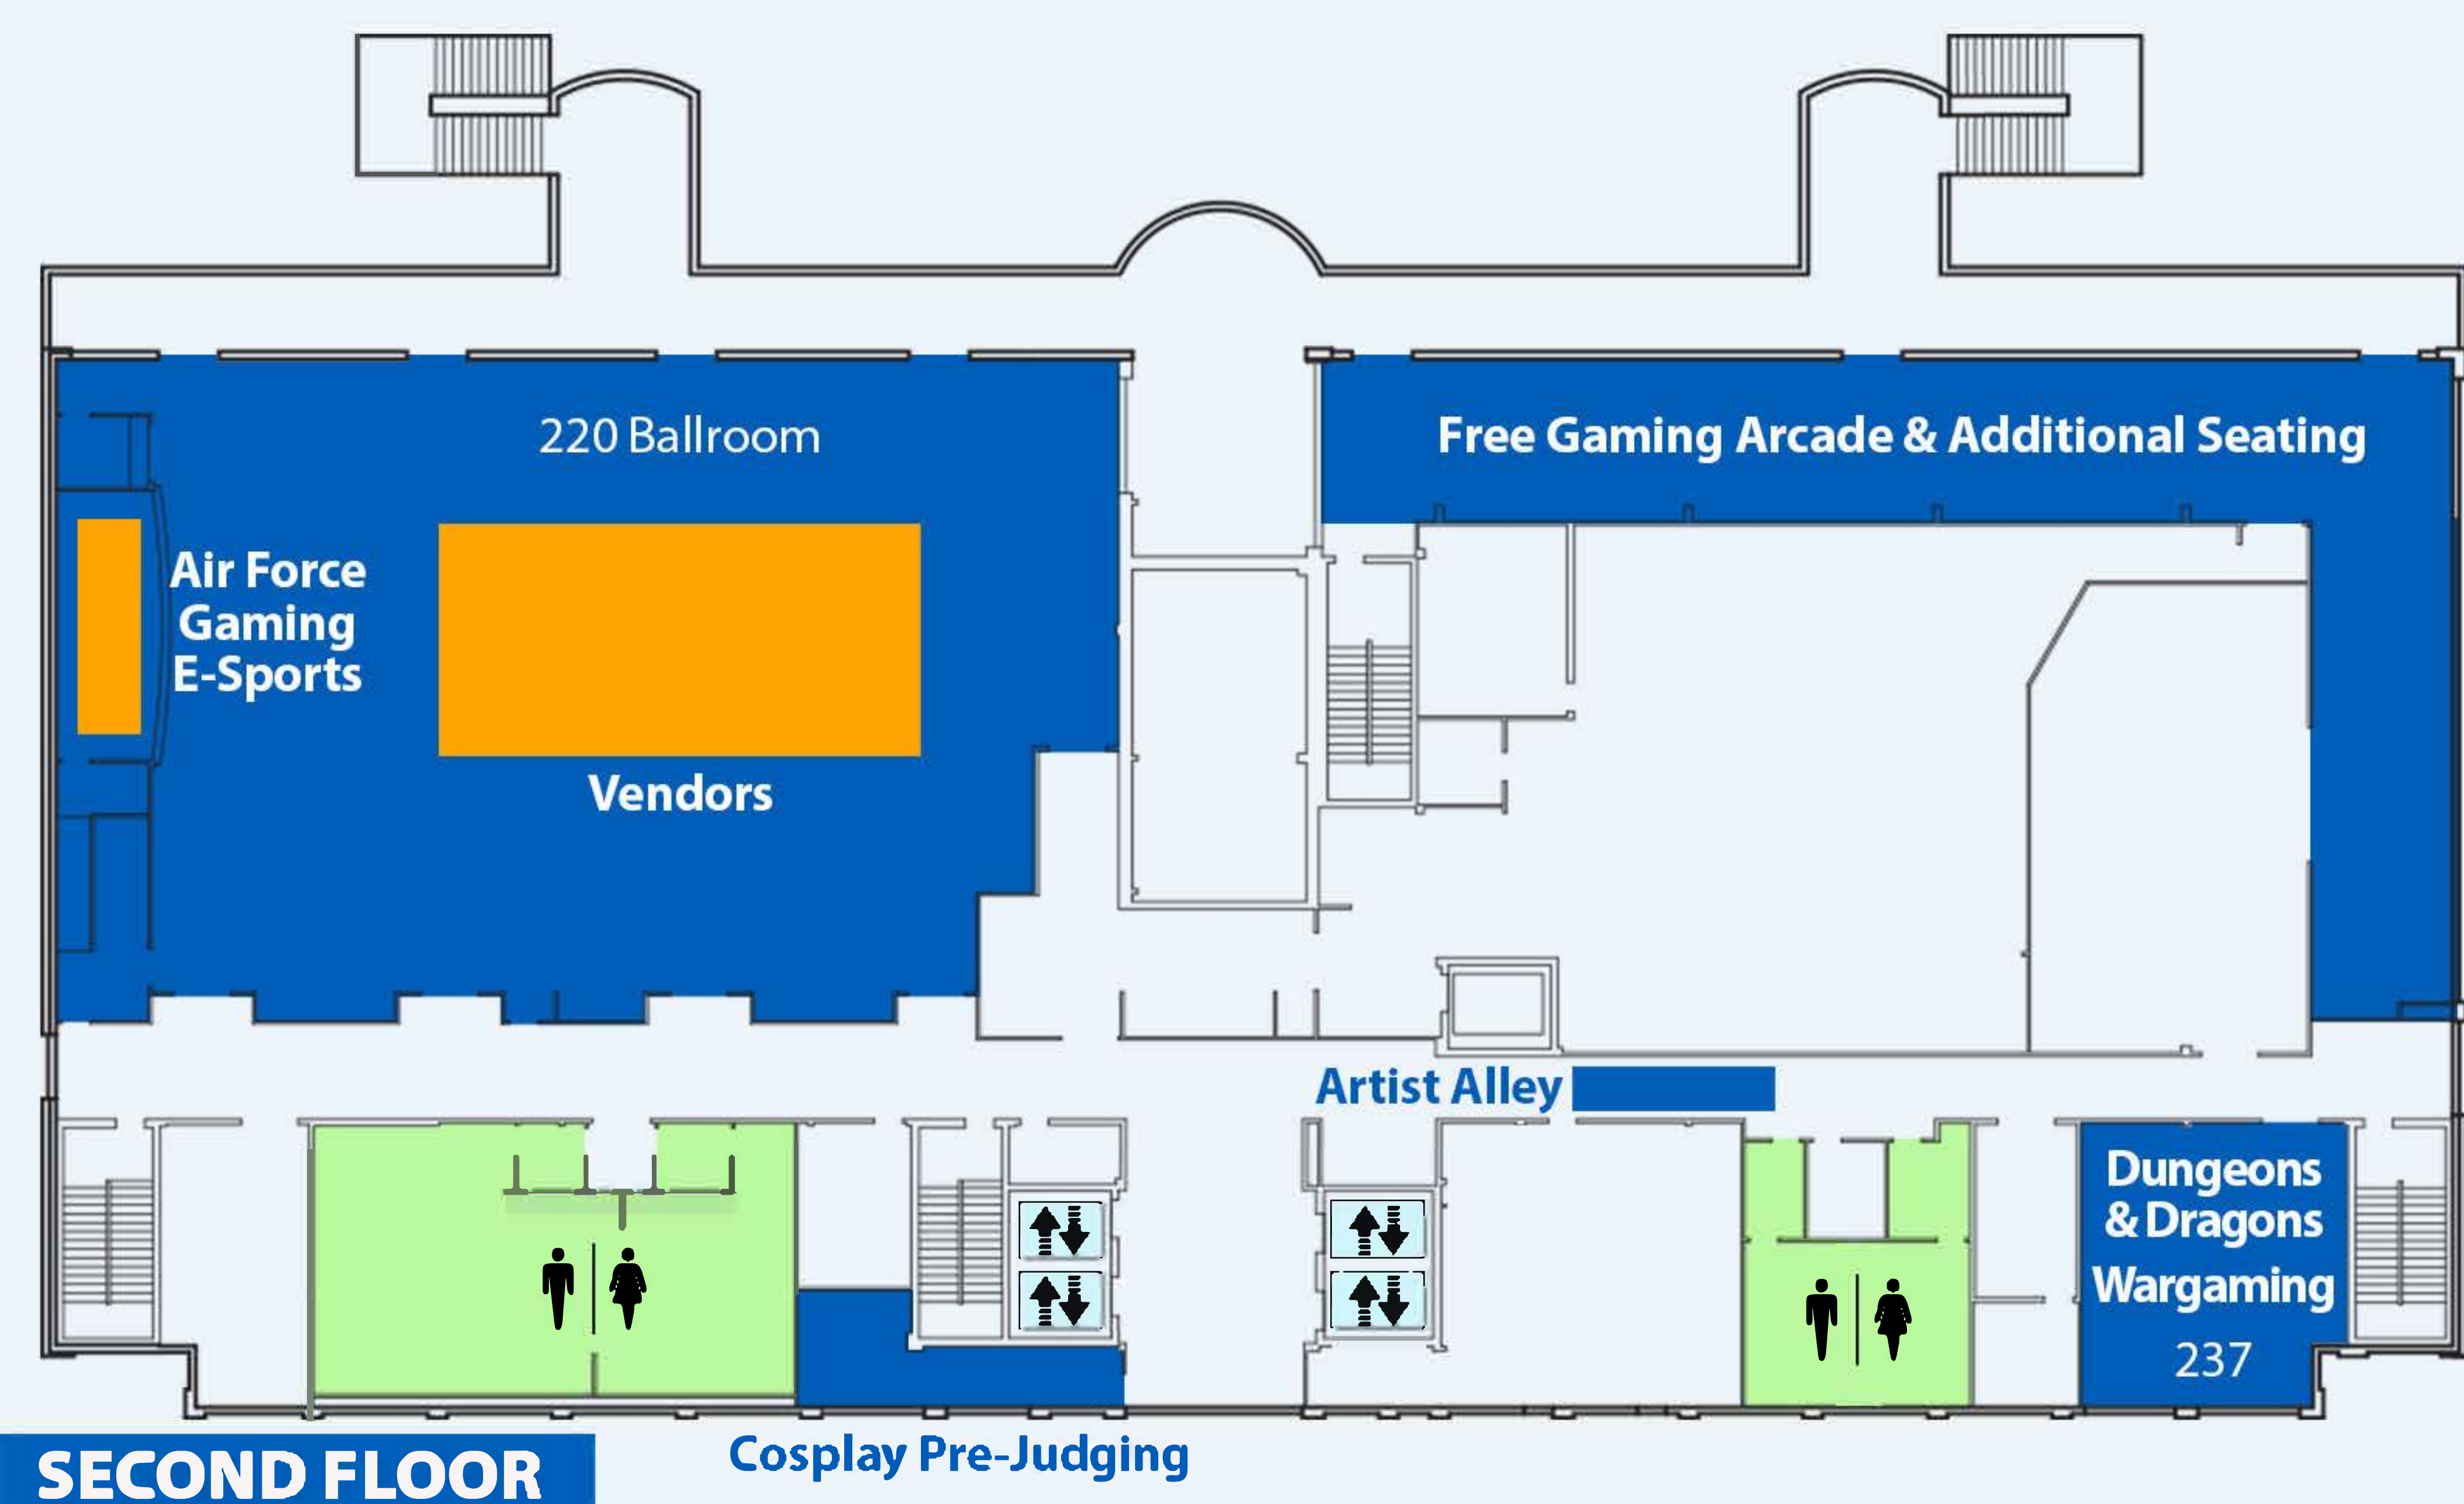 220 Ballroom
Free Gaming Arcade & Additional Seating
Air Force
Gaming
E-Sports
Vendors
Artist Alley
Dungeons
& Dragons
Wargaming
237
SECOND FLOOR
Cosplay Pre-Judging